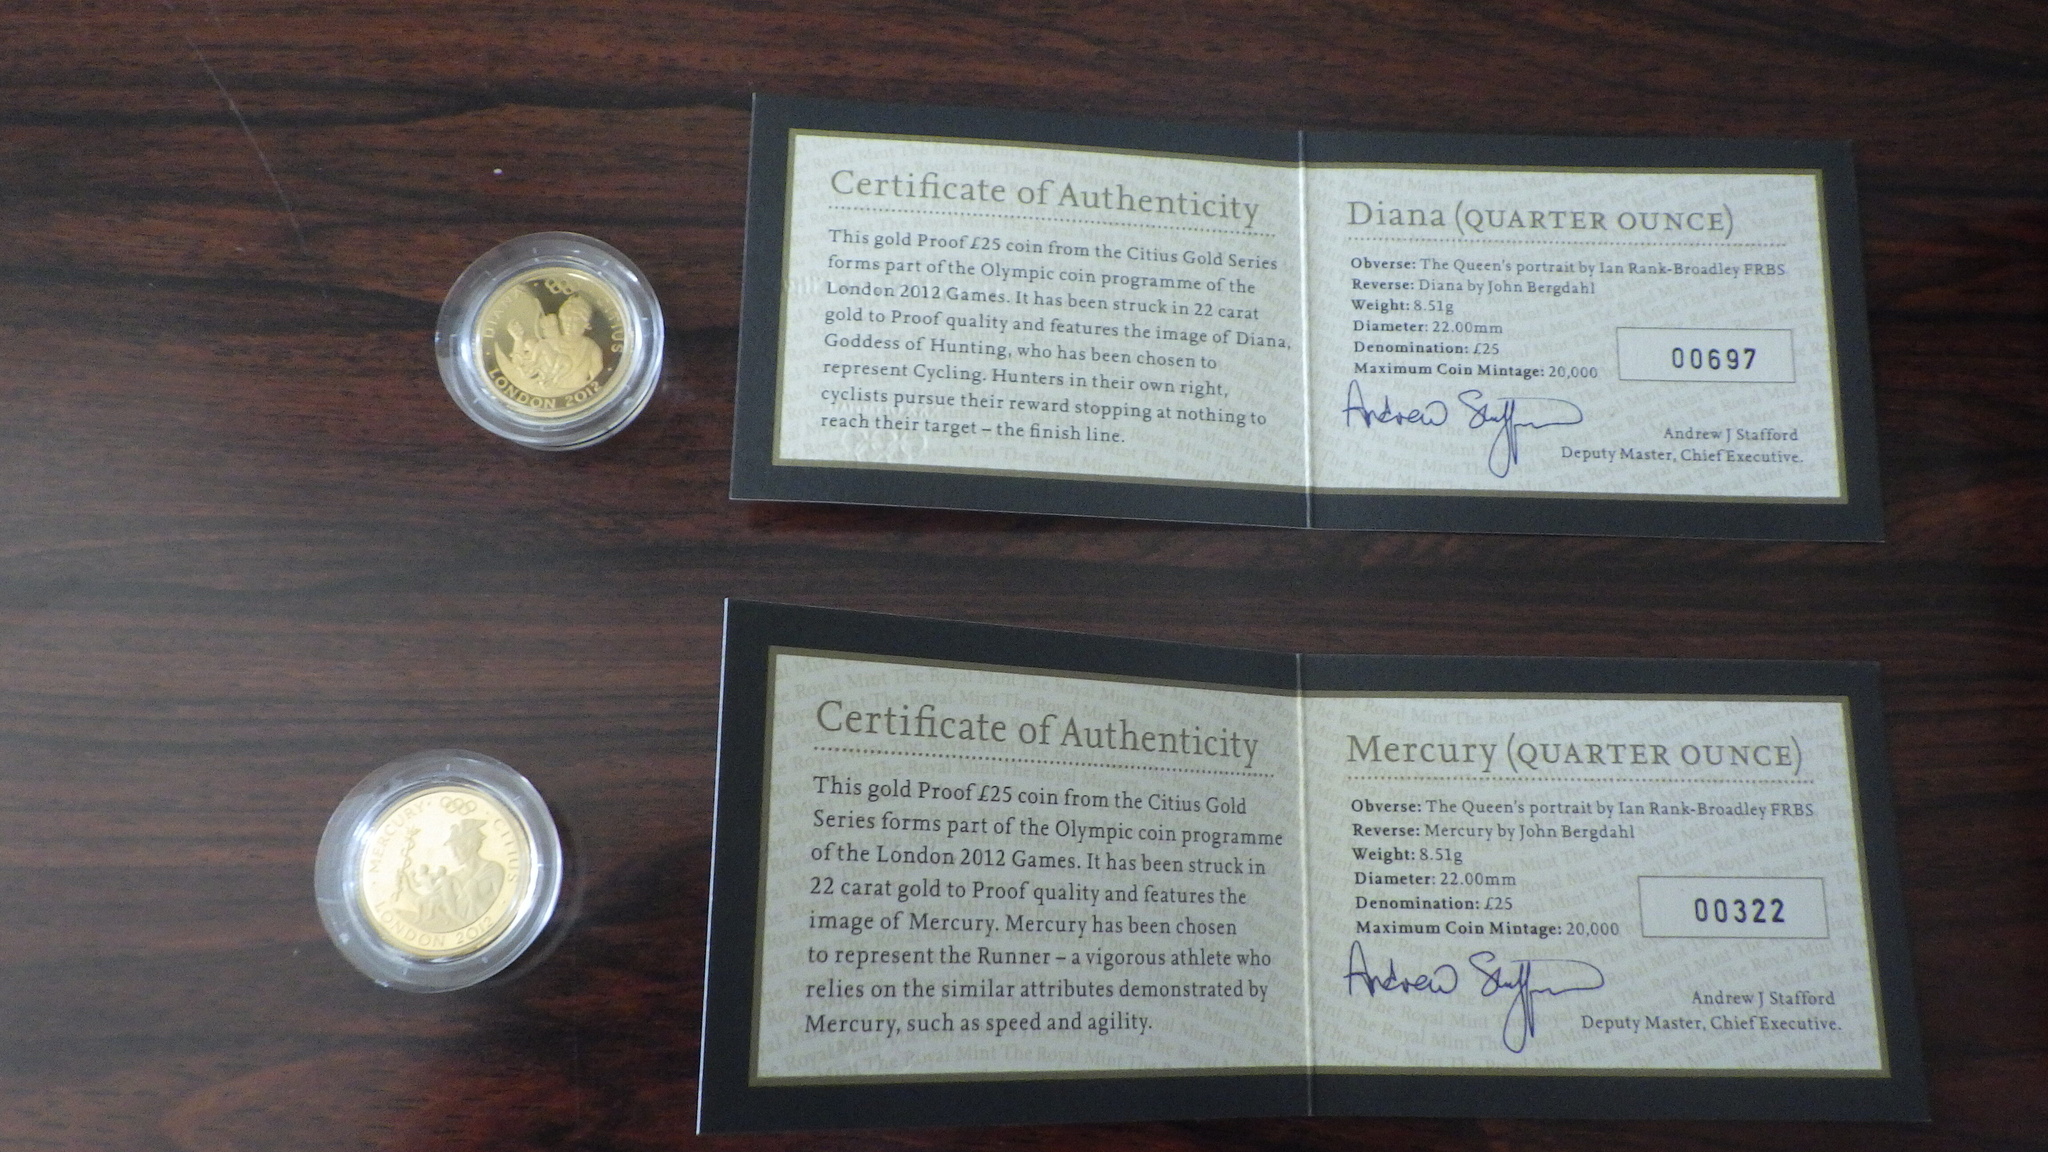 DIANA CITIUS
LONDON 2012
Certificate of Authenticity
This gold Proof £25 coin from the Citius Gold Series
forms part of the Olympic coin programme of the
London 2012 Games. It has been struck in 22 carat
gold to Proof quality and features the image of Diana,
Goddess of Hunting, who has been chosen to
represent Cycling. Hunters in their own right,
cyclists pursue their reward stopping at nothing to
reach their target – the finish line.
Diana (QUARTER OUNCE)
Obverse: The Queen's portrait by Ian Rank-Broadley FRBS
Reverse: Diana by John Bergdahl
Weight: 8.51g
Diameter: 22.00mm
Denomination: £25
Maximum Coin Mintage: 20,000
00697
Andrew Stafford
Andrew J Stafford
Deputy Master, Chief Executive.
MERCURY CITIUS
LONDON 2012
Certificate of Authenticity
This gold Proof £25 coin from the Citius Gold
Series forms part of the Olympic coin programme
of the London 2012 Games. It has been struck in
22 carat gold to Proof quality and features the
image of Mercury. Mercury has been chosen
to represent the Runner – a vigorous athlete who
relies on the similar attributes demonstrated by
Mercury, such as speed and agility.
Mercury (QUARTER OUNCE)
Obverse: The Queen's portrait by Ian Rank-Broadley FRBS
Reverse: Mercury by John Bergdahl
Weight: 8.51g
Diameter: 22.00mm
Denomination: £25
Maximum Coin Mintage: 20,000
00322
Andrew Stafford
Andrew J Stafford
Deputy Master, Chief Executive.